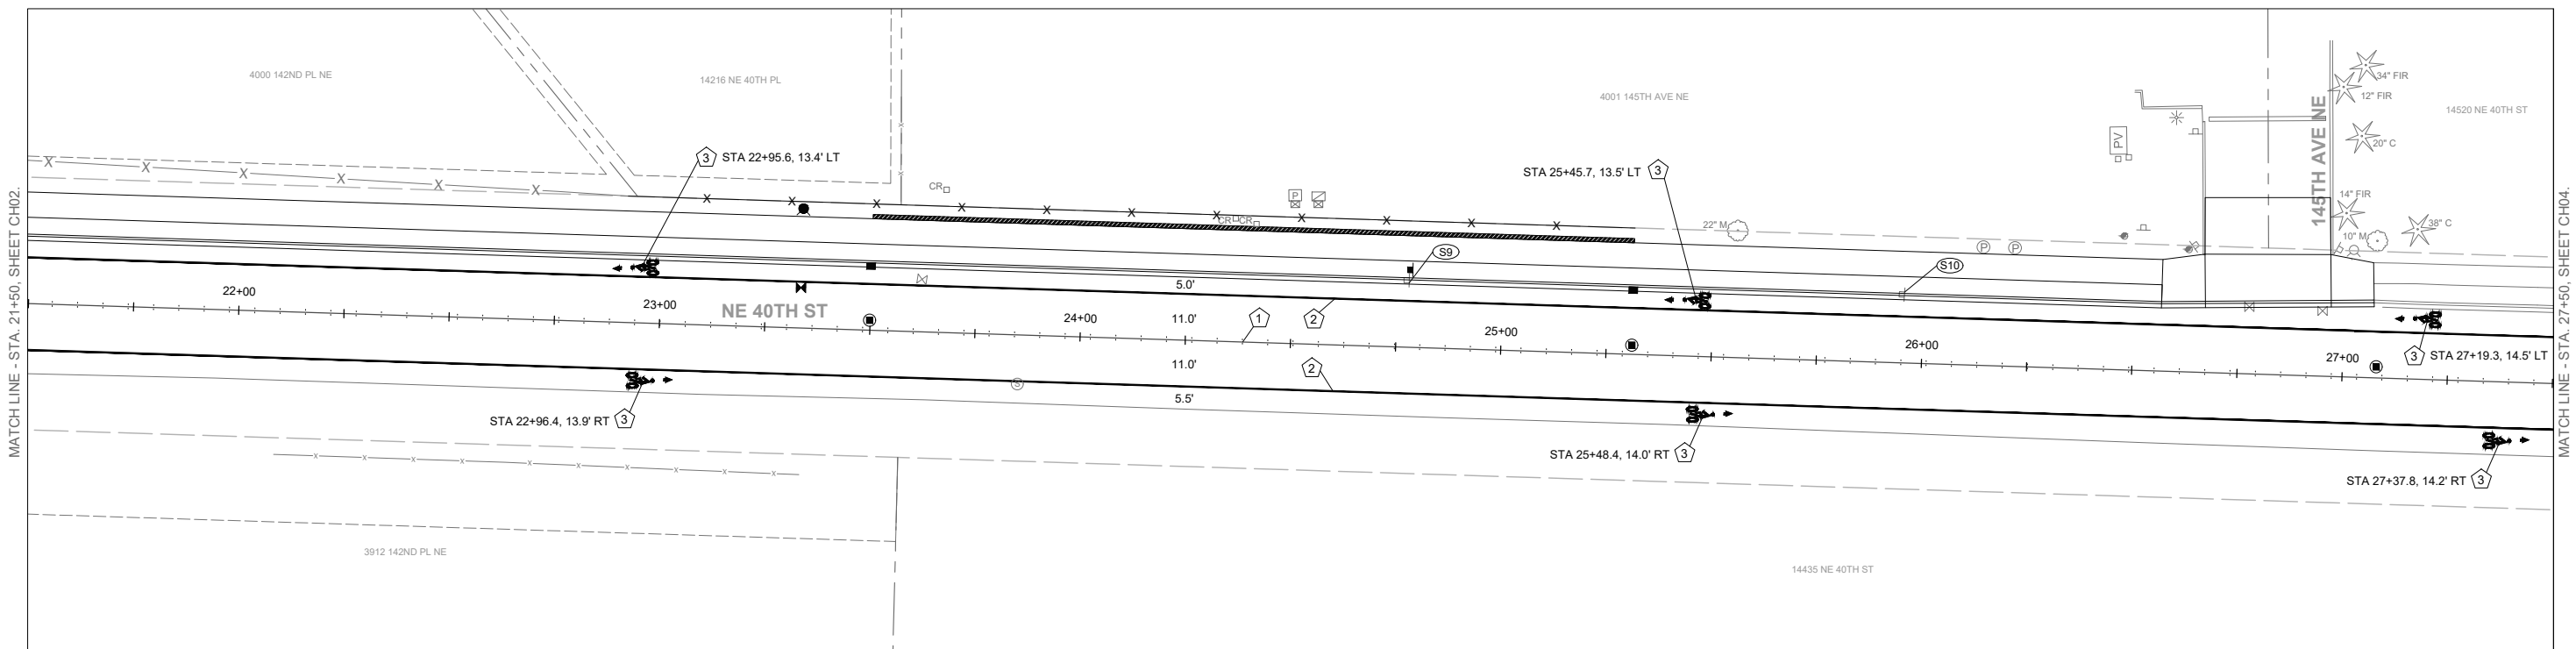 4000 142ND PL NE
14216 NE 40TH PL
4001 145TH AVE NE
34" FIR
12" FIR
14520 NE 40TH ST
145TH AVE NE
PV
20" C
3 STA 22+95.6, 13.4' LT
STA 25+45.7, 13.5' LT 3
CR
P
CR CR
22" M
14" FIR
38" C
10" M
P P
MATCH LINE - STA. 21+50, SHEET CH02.
MATCH LINE - STA. 27+50, SHEET CH04.
S9
S10
5.0'
22+00
23+00
NE 40TH ST
24+00
11.0'
1
2
25+00
26+00
27+00
3 STA 27+19.3, 14.5' LT
11.0'
2
S
5.5'
STA 22+96.4, 13.9' RT 3
STA 25+48.4, 14.0' RT 3
STA 27+37.8, 14.2' RT 3
3912 142ND PL NE
14435 NE 40TH ST